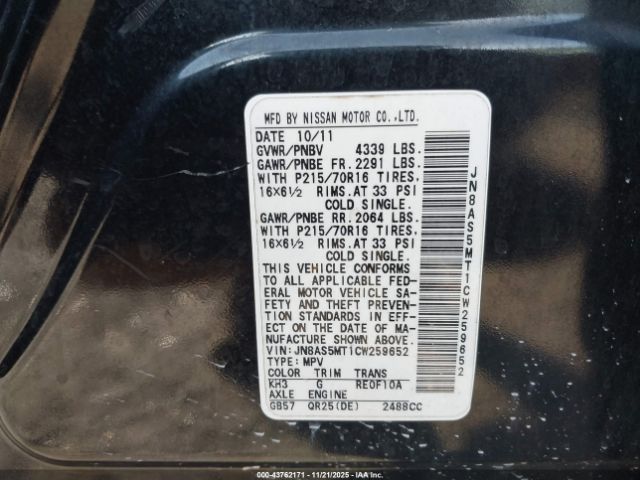 MFD BY NISSAN MOTOR CO.,LTD.
DATE 10/11
GVWR/PNBV 4339 LBS.
GAWR/PNBE FR. 2291 LBS.
WITH P215/70R16 TIRES,
16X6½ RIMS, AT 33 PSI
COLD SINGLE.
GAWR/PNBE RR. 2064 LBS.
WITH P215/70R16 TIRES,
16X6½ RIMS, AT 33 PSI
COLD SINGLE.
THIS VEHICLE CONFORMS
TO ALL APPLICABLE FED-
ERAL MOTOR VEHICLE SA-
FETY AND THEFT PREVEN-
TION STANDARDS IN EFF-
ECT ON THE DATE OF MA-
NUFACTURE SHOWN ABOVE.
VIN: JN8AS5MT1CW259652
TYPE: MPV
COLOR TRIM TRANS
KH3 G RE0F10A
AXLE ENGINE
GB57 QR25(DE) 2488CC
JN8AS5MT1CW259652
000-43762171 - 11/21/2025 - AUTHORIZED